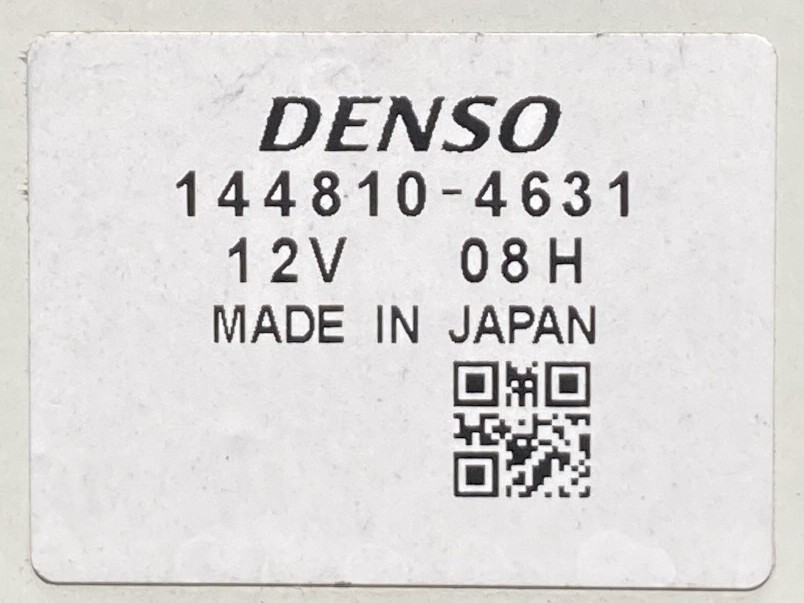 DENSO
144810-4631
12V 08H
MADE IN JAPAN